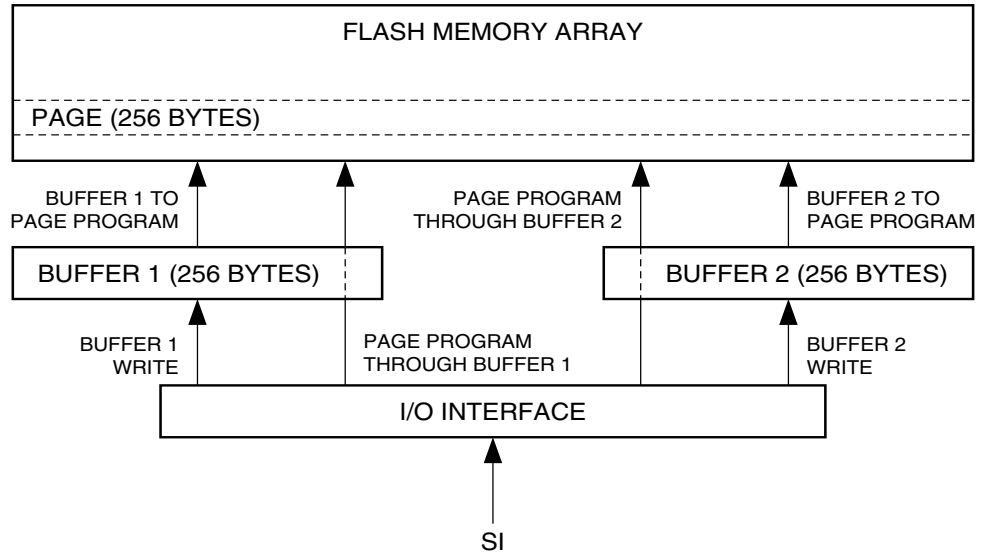 FLASH MEMORY ARRAY
PAGE (256 BYTES)
BUFFER 1 TO
PAGE PROGRAM
PAGE PROGRAM
THROUGH BUFFER 2
BUFFER 2 TO
PAGE PROGRAM
BUFFER 1 (256 BYTES)
BUFFER 2 (256 BYTES)
BUFFER 1
WRITE
PAGE PROGRAM
THROUGH BUFFER 1
BUFFER 2
WRITE
I/O INTERFACE
SI